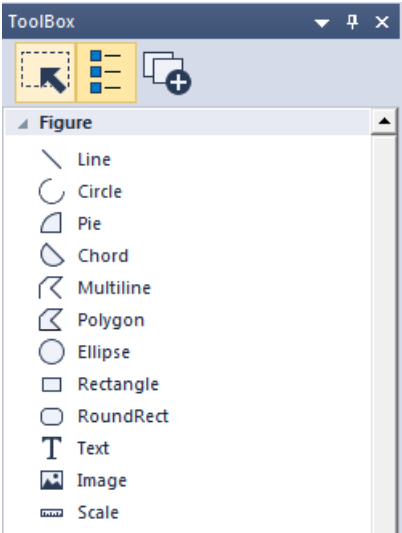 ToolBox
Figure
Line
Circle
Pie
Chord
Multiline
Polygon
Ellipse
Rectangle
RoundRect
Text
Image
Scale